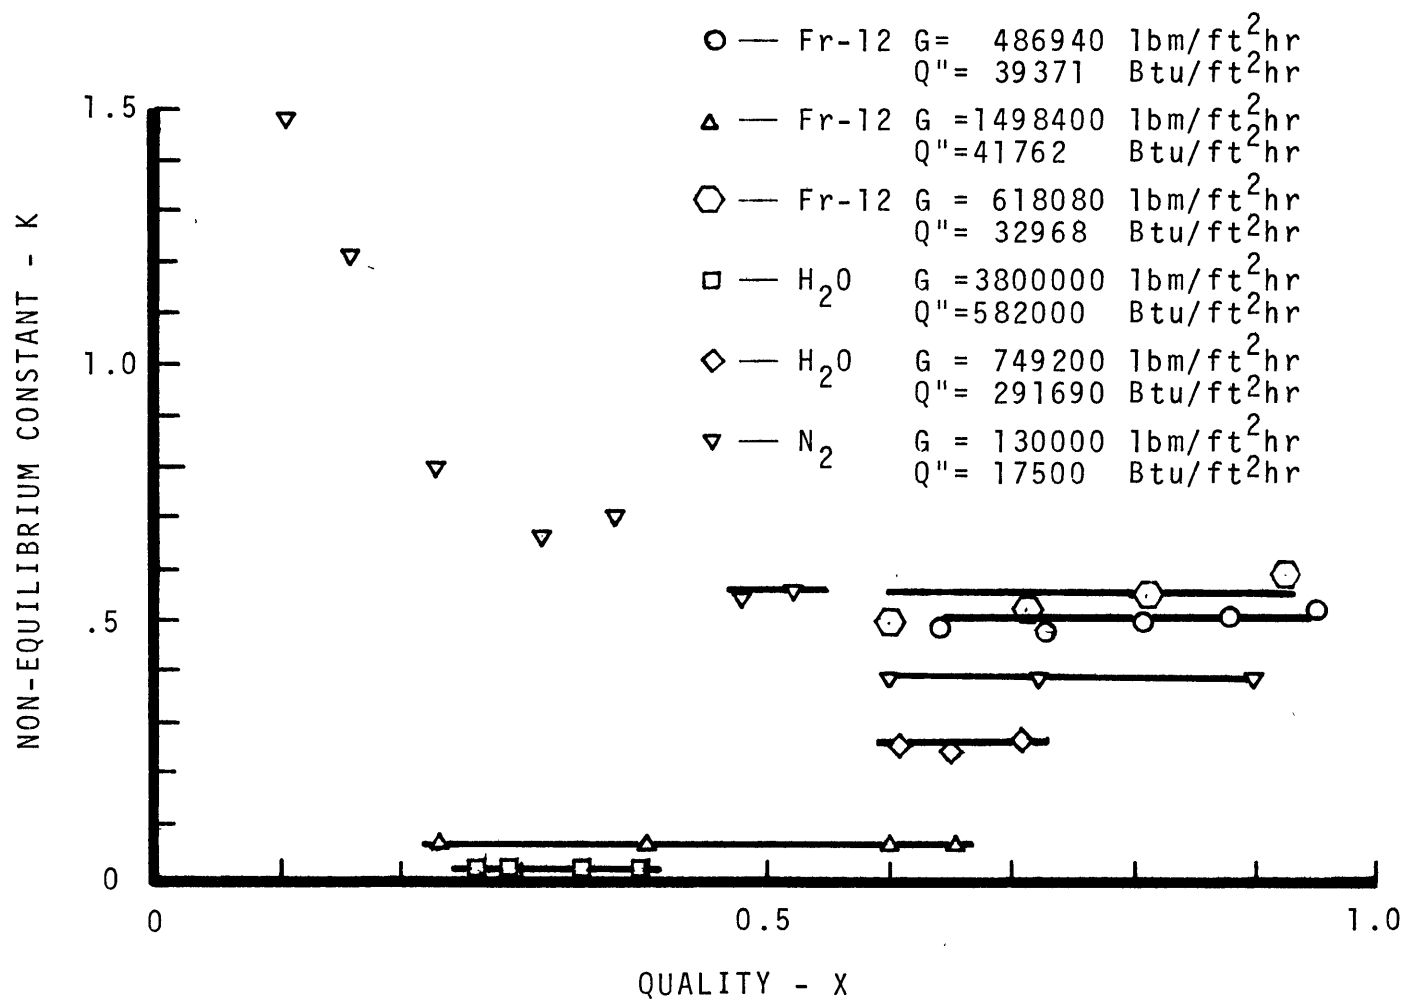 Fr-12 G= 486940 lbm/ft²hr
Q"= 39371 Btu/ft²hr
Fr-12 G =1498400 lbm/ft²hr
Q"=41762 Btu/ft²hr
Fr-12 G = 618080 lbm/ft²hr
Q"= 32968 Btu/ft²hr
H₂O G =3800000 lbm/ft²hr
Q"=582000 Btu/ft²hr
H₂O G = 749200 lbm/ft²hr
Q"= 291690 Btu/ft²hr
N₂ G = 130000 lbm/ft²hr
Q"= 17500 Btu/ft²hr
NON-EQUILIBRIUM CONSTANT - K
1.5
1.0
.5
0
0 0.5 1.0
QUALITY - X